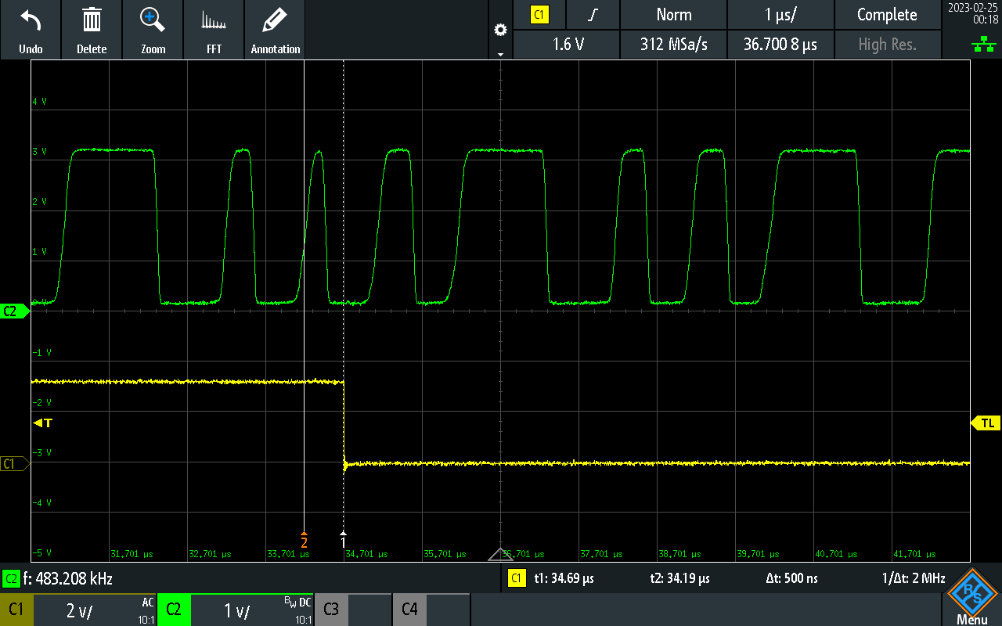 Undo
Delete
Zoom
FFT
Annotation
C1
Norm
1 µs/
Complete
2023-02-25
00:18
1.6 V
312 MSa/s
36.700 8 µs
High Res.
4 V
3 V
2 V
1 V
C2
-1 V
-2 V
T
TL
-3 V
C1
-4 V
-5 V
2
1
31,701 µs
32,701 µs
33,701 µs
34,701 µs
35,701 µs
36,701 µs
37,701 µs
38,701 µs
39,701 µs
40,701 µs
41,701 µs
C2 f: 483.208 kHz
C1 t1: 34.69 µs t2: 34.19 µs Δt: 500 ns 1/Δt: 2 MHz
C1 2 V/ AC 10:1
C2 1 V/ BW DC 10:1
C3
C4
R&S
Menu